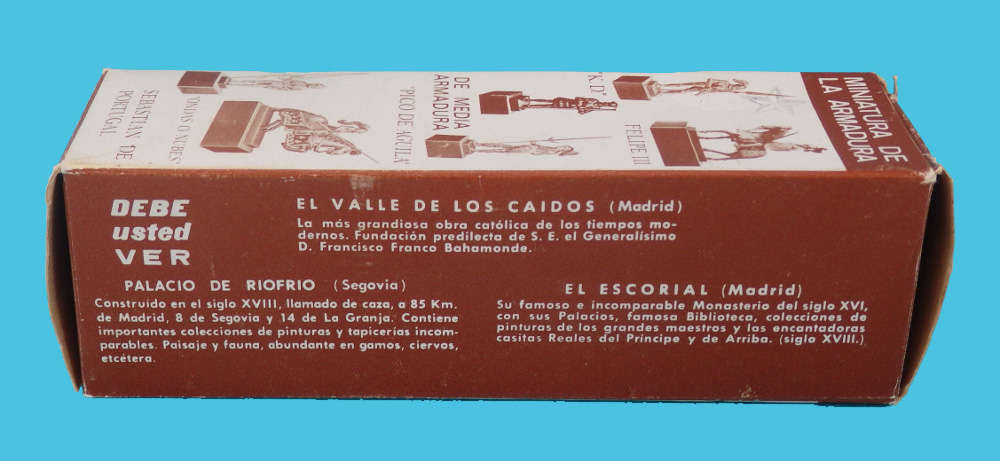 MINIATURA DE
LA ARMADURA
"K.D."
FELIPE III
DE MEDIA
ARMADURA
"PICO DE AGUILA"
"ONDAS O NUBES"
SEBASTIAN DE
PORTUGAL
DEBE
usted
VER
EL VALLE DE LOS CAIDOS (Madrid)
La más grandiosa obra católica de los tiempos mo-
dernos. Fundación predilecta de S. E. el Generalísimo
D. Francisco Franco Bahamonde.
PALACIO DE RIOFRIO (Segovia)
Construido en el siglo XVIII, llamado de caza, a 85 Km.
de Madrid, 8 de Segovia y 14 de La Granja. Contiene
importantes colecciones de pinturas y tapicerías incom-
parables. Paisaje y fauna, abundante en gamos, ciervos,
etcétera.
EL ESCORIAL (Madrid)
Su famoso e incomparable Monasterio del siglo XVI,
con sus Palacios, famosa Biblioteca, colecciones de
pinturas de los grandes maestros y las encantadoras
casitas Reales del Príncipe y de Arriba. (siglo XVIII.)